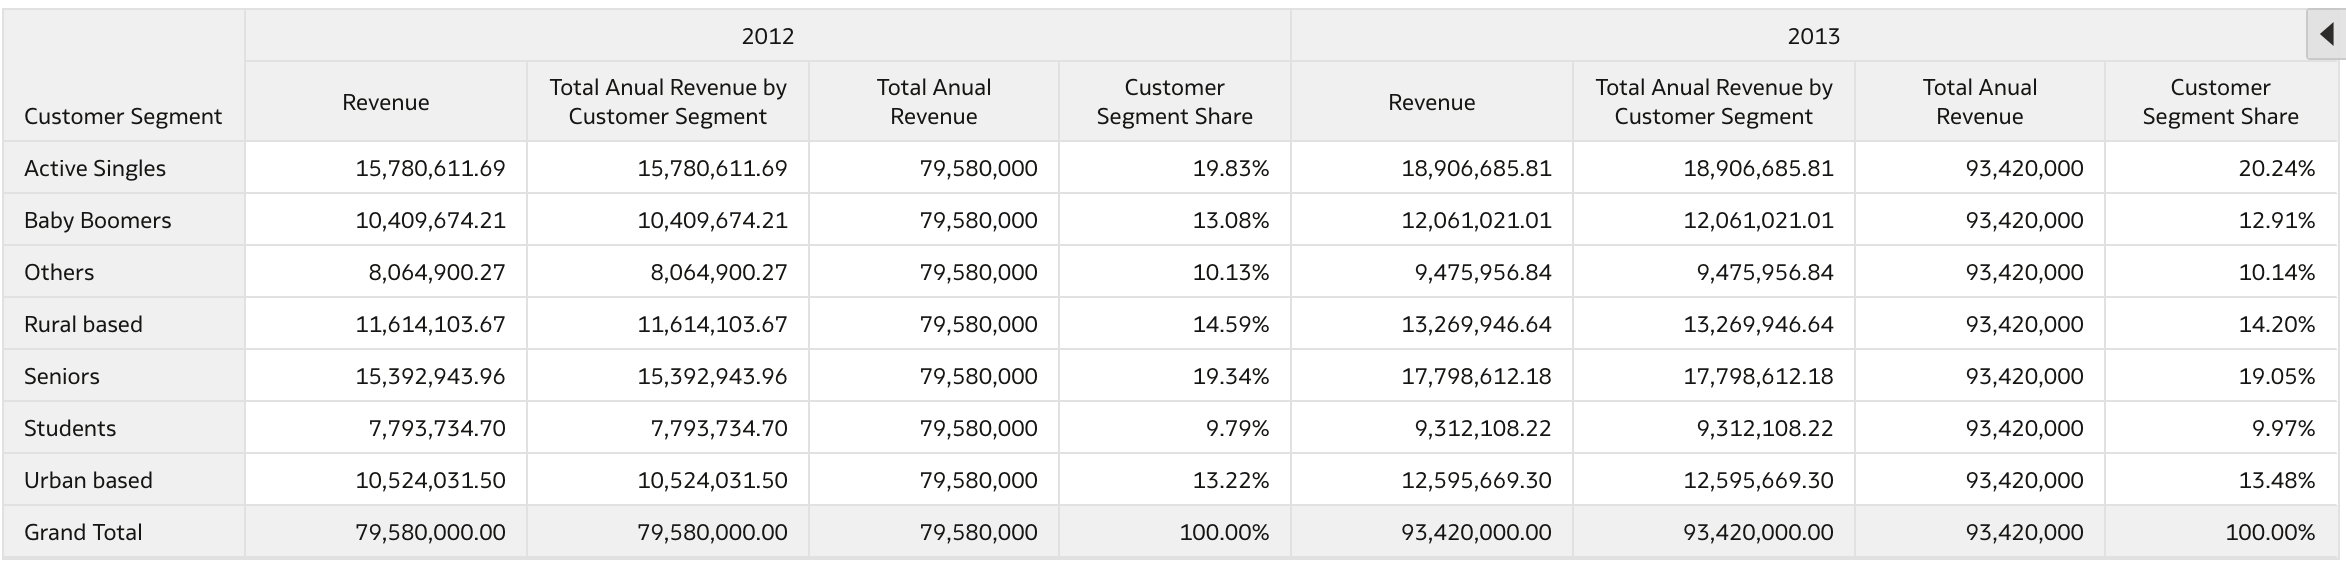 2012 2013
Customer Segment Revenue Total Anual Revenue by Customer Segment Total Anual Revenue Customer Segment Share Revenue Total Anual Revenue by Customer Segment Total Anual Revenue Customer Segment Share
Active Singles 15,780,611.69 15,780,611.69 79,580,000 19.83% 18,906,685.81 18,906,685.81 93,420,000 20.24%
Baby Boomers 10,409,674.21 10,409,674.21 79,580,000 13.08% 12,061,021.01 12,061,021.01 93,420,000 12.91%
Others 8,064,900.27 8,064,900.27 79,580,000 10.13% 9,475,956.84 9,475,956.84 93,420,000 10.14%
Rural based 11,614,103.67 11,614,103.67 79,580,000 14.59% 13,269,946.64 13,269,946.64 93,420,000 14.20%
Seniors 15,392,943.96 15,392,943.96 79,580,000 19.34% 17,798,612.18 17,798,612.18 93,420,000 19.05%
Students 7,793,734.70 7,793,734.70 79,580,000 9.79% 9,312,108.22 9,312,108.22 93,420,000 9.97%
Urban based 10,524,031.50 10,524,031.50 79,580,000 13.22% 12,595,669.30 12,595,669.30 93,420,000 13.48%
Grand Total 79,580,000.00 79,580,000.00 79,580,000 100.00% 93,420,000.00 93,420,000.00 93,420,000 100.00%